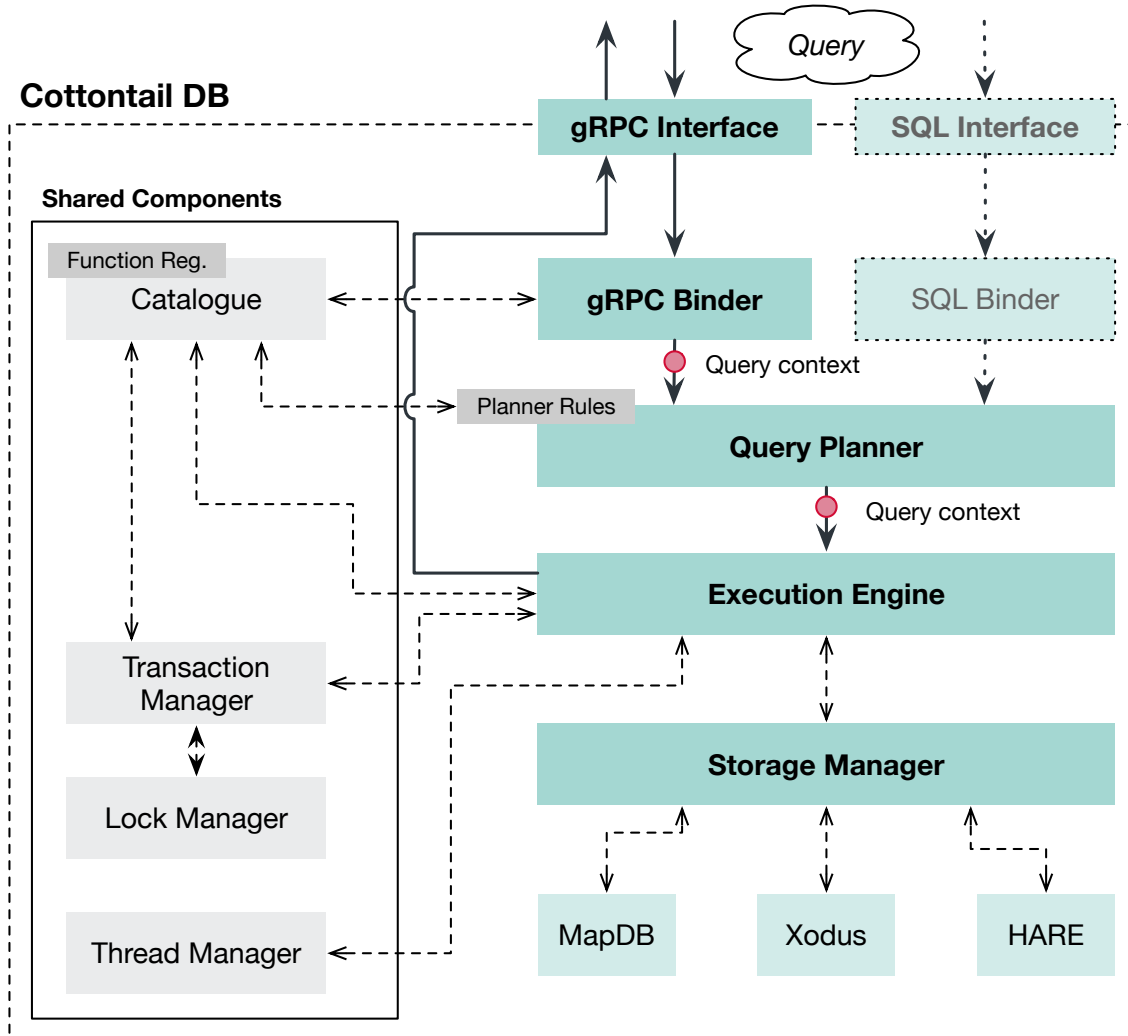 Query
Cottontail DB
gRPC Interface
SQL Interface
Shared Components
Function Reg.
Catalogue
gRPC Binder
SQL Binder
Query context
Planner Rules
Query Planner
Query context
Execution Engine
Transaction
Manager
Storage Manager
Lock Manager
Thread Manager
MapDB
Xodus
HARE